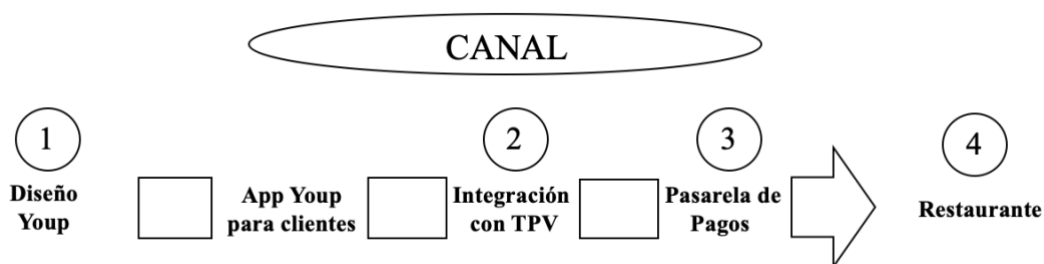 CANAL
1
2
3
4
Diseño
Youp
App Youp
para clientes
Integración
con TPV
Pasarela de
Pagos
Restaurante